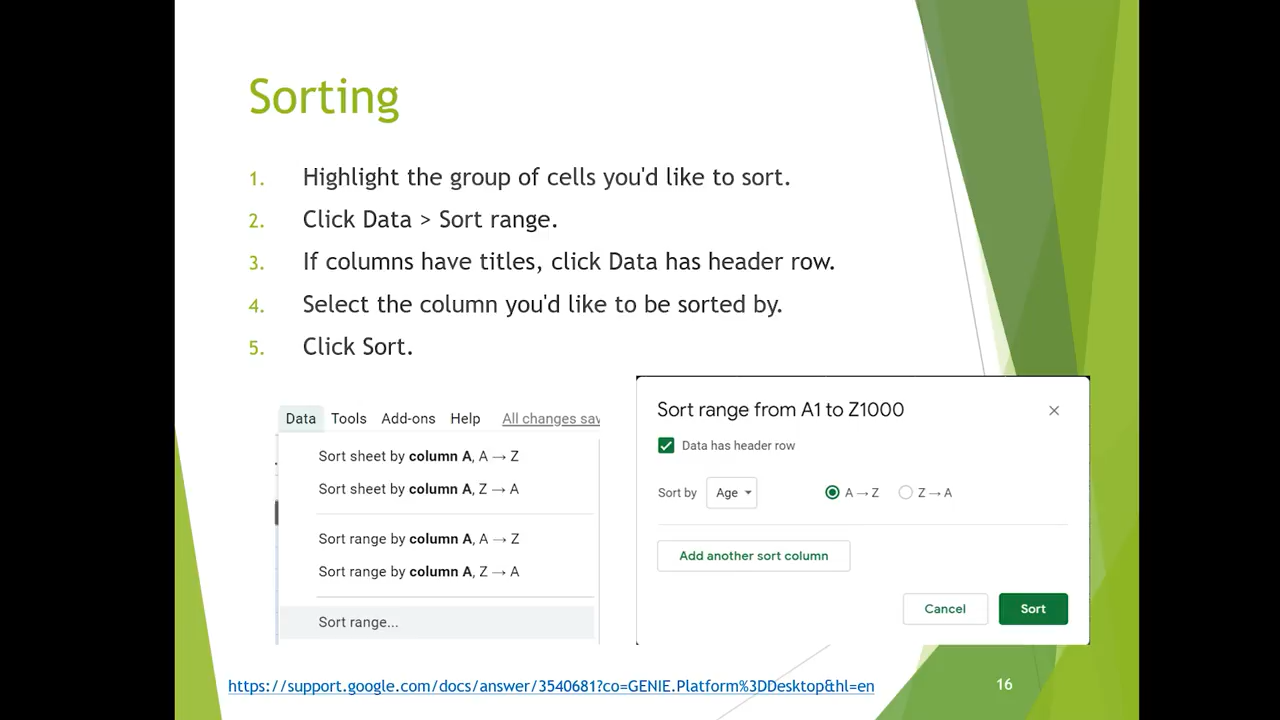 Sorting
1. Highlight the group of cells you'd like to sort.
2. Click Data > Sort range.
3. If columns have titles, click Data has header row.
4. Select the column you'd like to be sorted by.
5. Click Sort.
Data Tools Add-ons Help All changes sav
Sort sheet by column A, A → Z
Sort sheet by column A, Z → A
Sort range by column A, A → Z
Sort range by column A, Z → A
Sort range...
Sort range from A1 to Z1000
Data has header row
Sort by Age A → Z Z → A
Add another sort column
Cancel Sort
https://support.google.com/docs/answer/3540681?co=GENIE.Platform%3DDesktop&hl=en
16